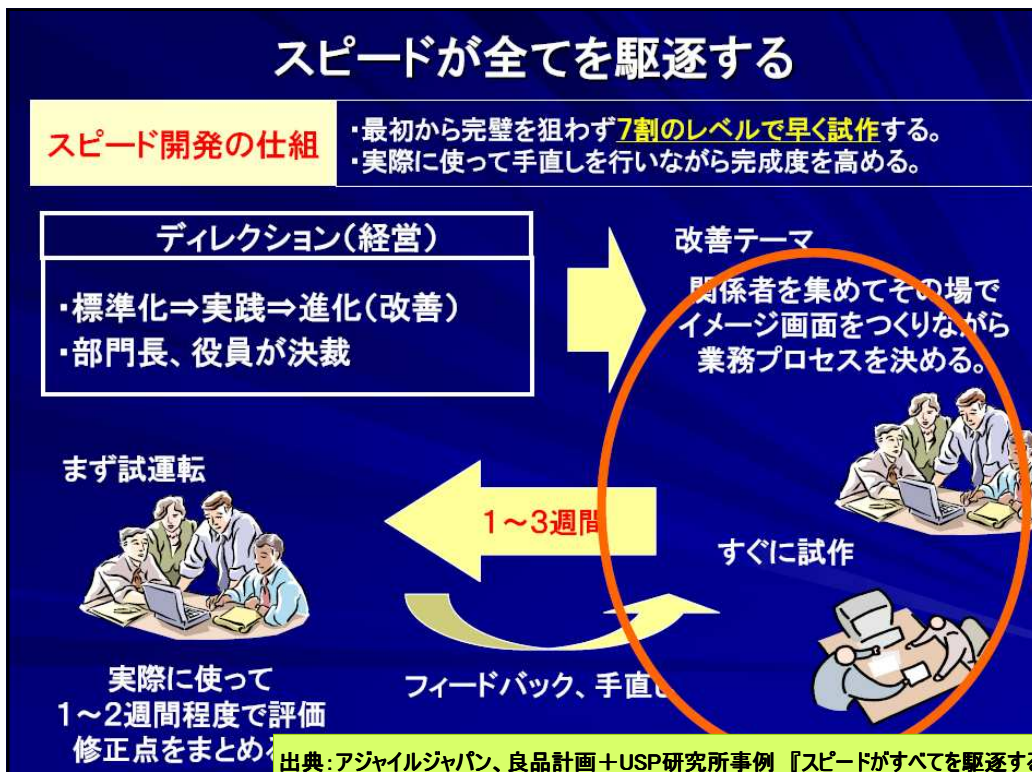 スピードが全てを駆逐する
スピード開発の仕組
・最初から完璧を狙わず7割のレベルで早く試作する。
・実際に使って手直しを行いながら完成度を高める。
ディレクション(経営)
・標準化⇒実践⇒進化(改善)
・部門長、役員が決裁
改善テーマ
関係者を集めてその場で
イメージ画面をつくりながら
業務プロセスを決める。
1~3週間
すぐに試作
まず試運転
実際に使って
1~2週間程度で評価
修正点をまとめる
フィードバック、手直し
出典:アジャイルジャパン、良品計画+USP研究所事例 『スピードがすべてを駆逐す